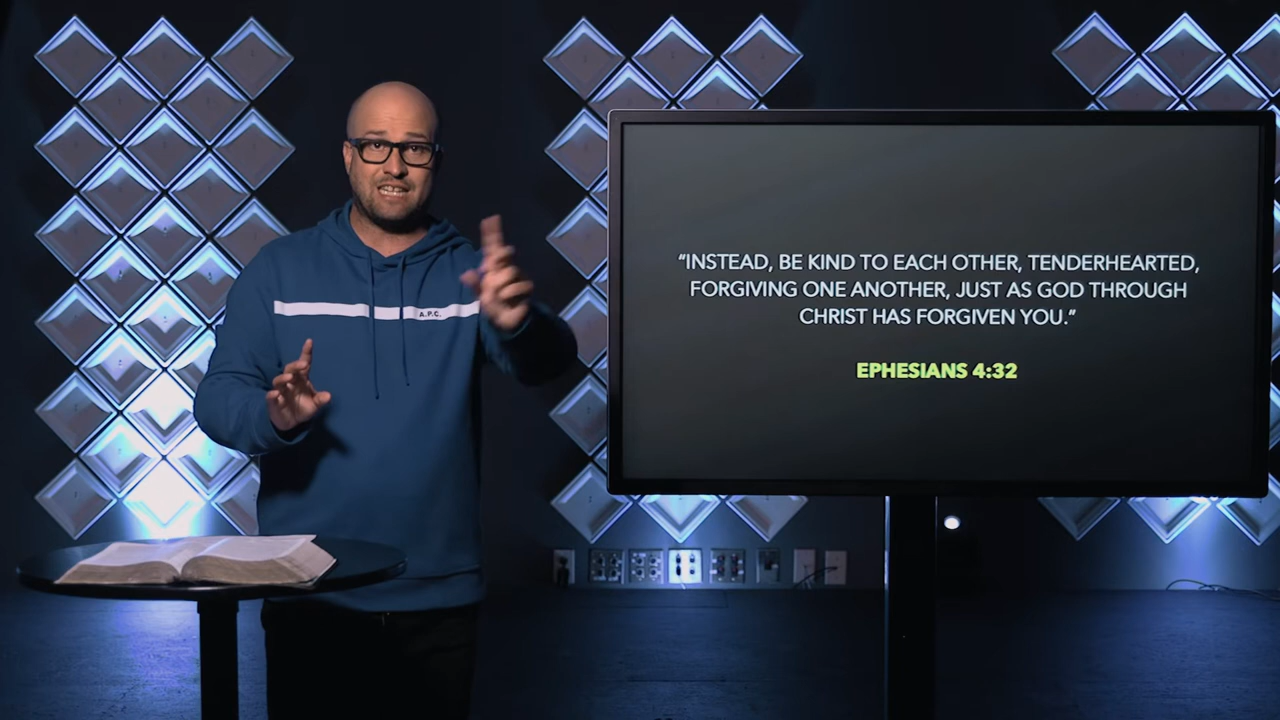 A.P.C.
“INSTEAD, BE KIND TO EACH OTHER, TENDERHEARTED,
FORGIVING ONE ANOTHER, JUST AS GOD THROUGH
CHRIST HAS FORGIVEN YOU.”
EPHESIANS 4:32